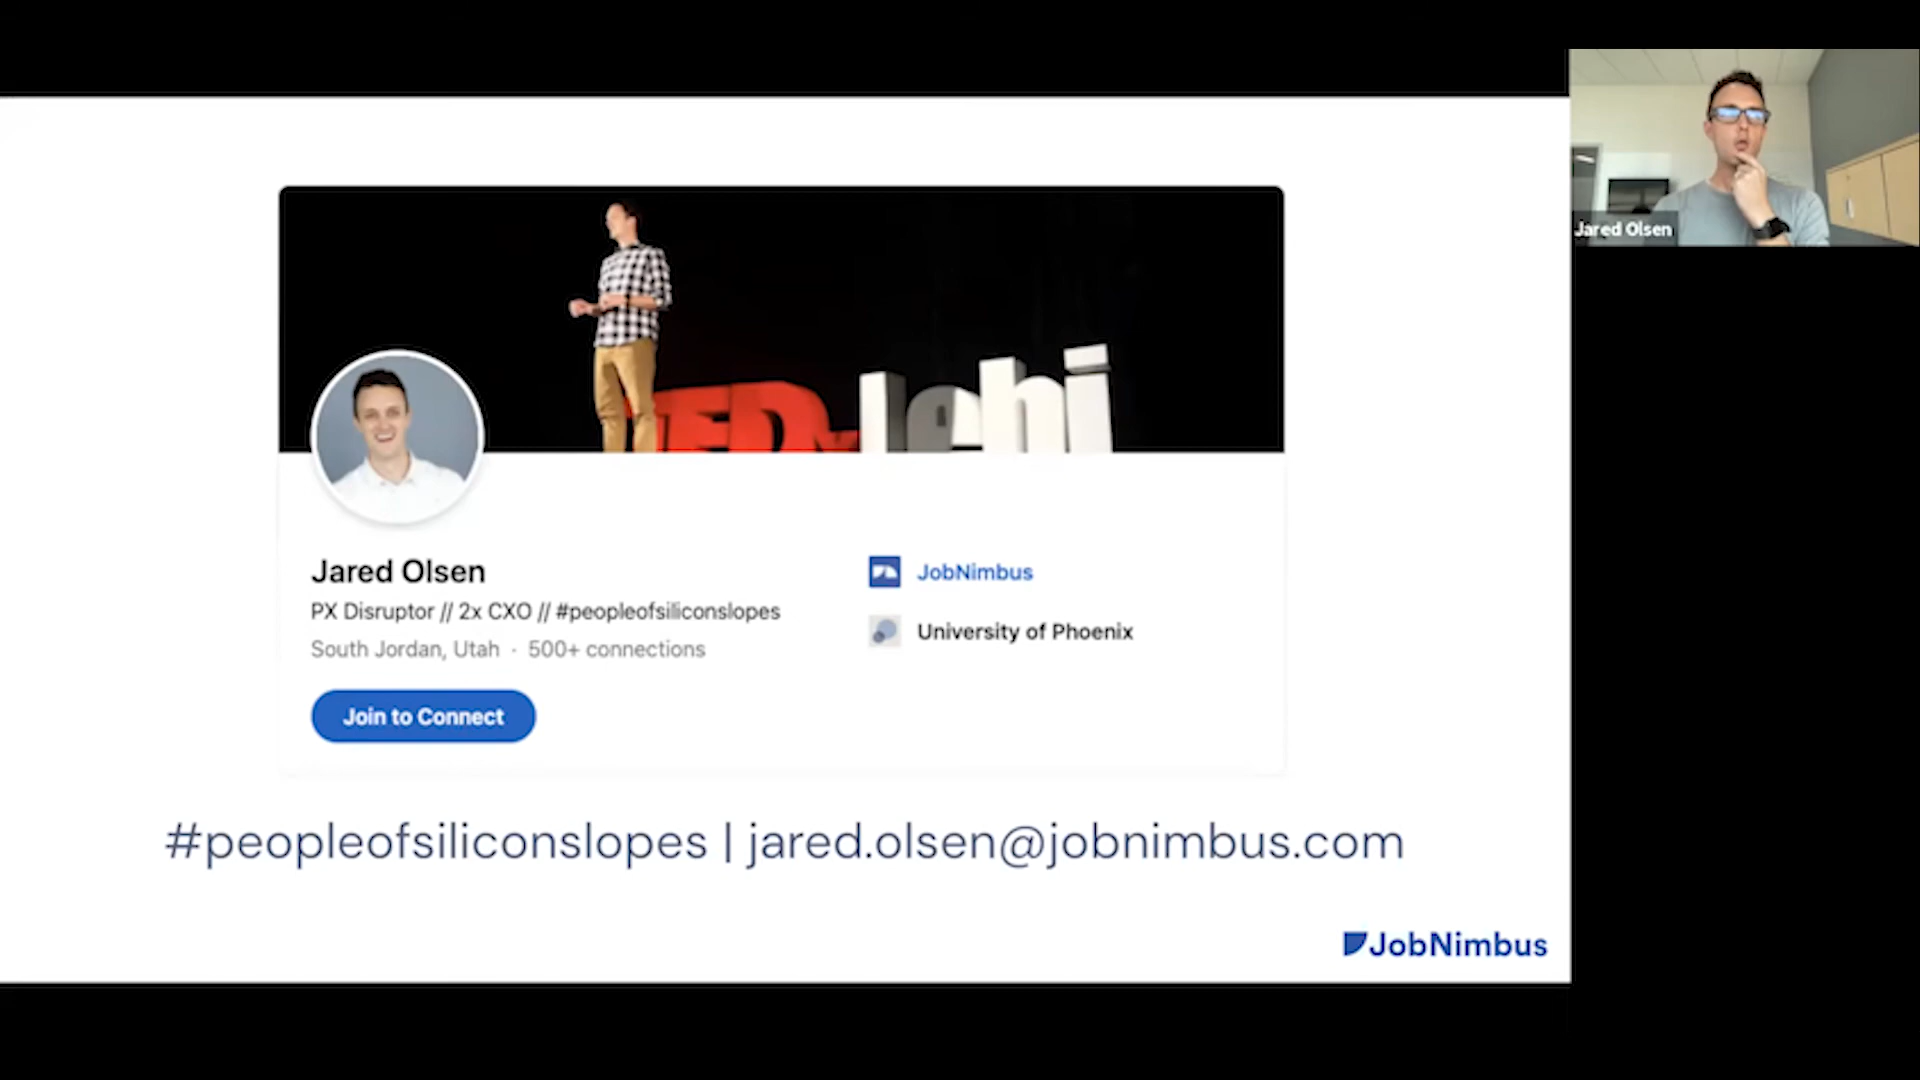 TEDxlehi
Jared Olsen
Jared Olsen
PX Disruptor // 2x CXO // #peopleofsiliconslopes
South Jordan, Utah · 500+ connections
Join to Connect
JobNimbus
University of Phoenix
#peopleofsiliconslopes | jared.olsen@jobnimbus.com
JobNimbus